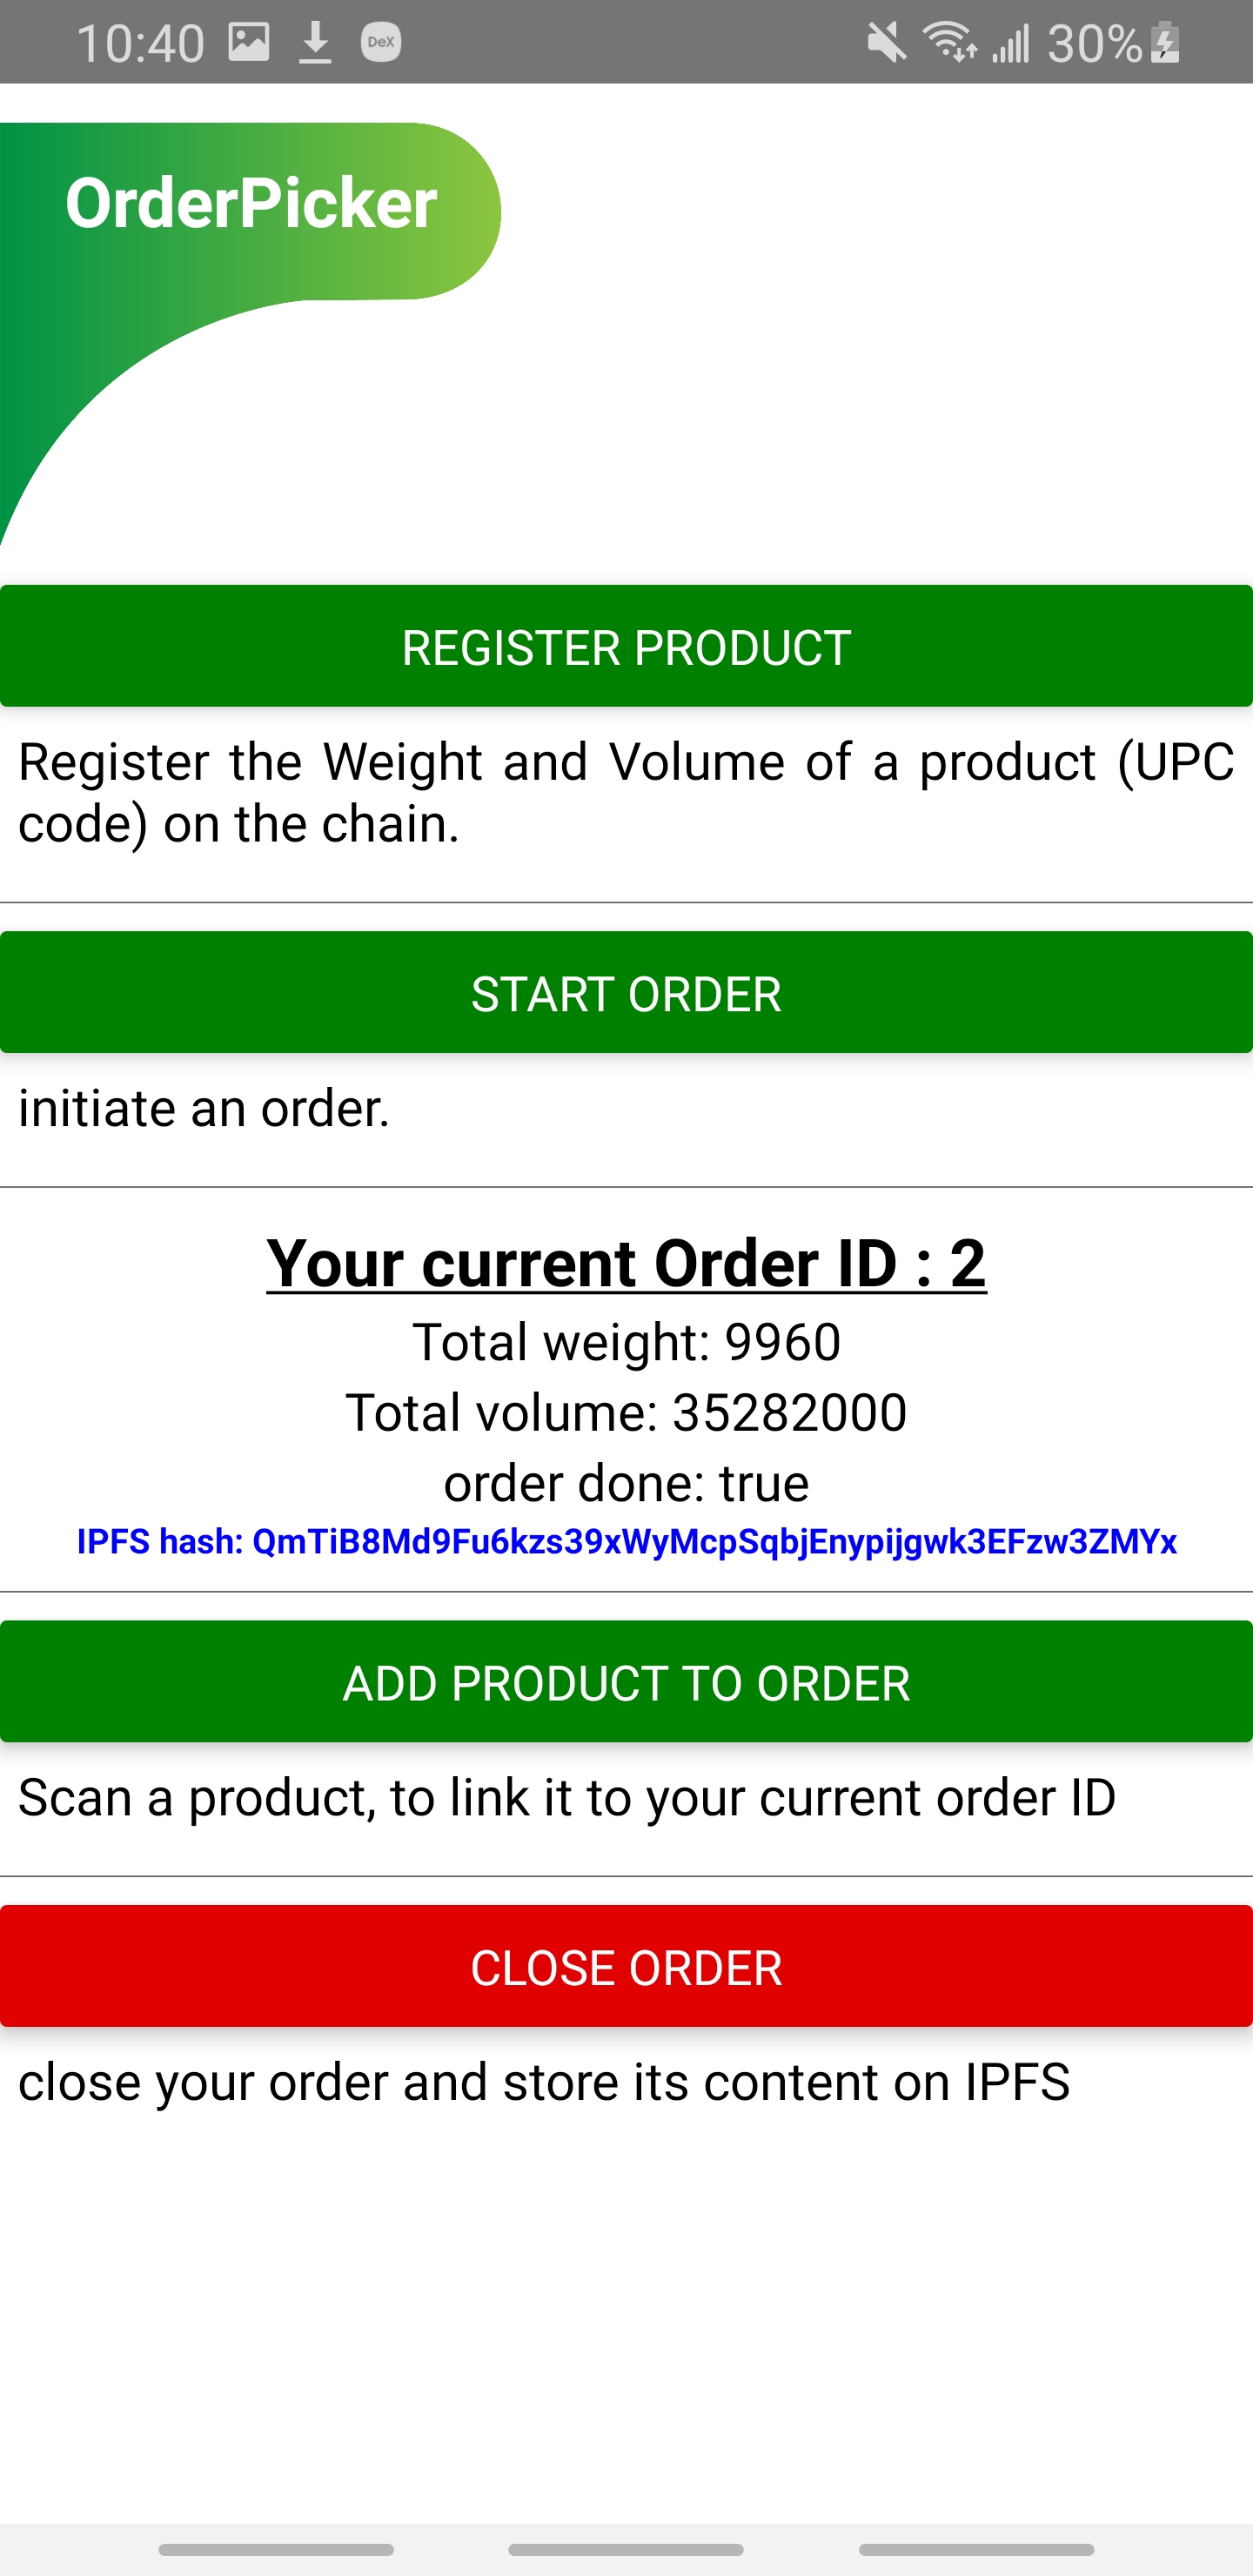 10:40
DeX
30%
OrderPicker
REGISTER PRODUCT
Register the Weight and Volume of a product (UPC
code) on the chain.
START ORDER
initiate an order.
Your current Order ID : 2
Total weight: 9960
Total volume: 35282000
order done: true
IPFS hash: QmTiB8Md9Fu6kzs39xWyMcpSqbjEnypijgwk3EFzw3ZMYx
ADD PRODUCT TO ORDER
Scan a product, to link it to your current order ID
CLOSE ORDER
close your order and store its content on IPFS